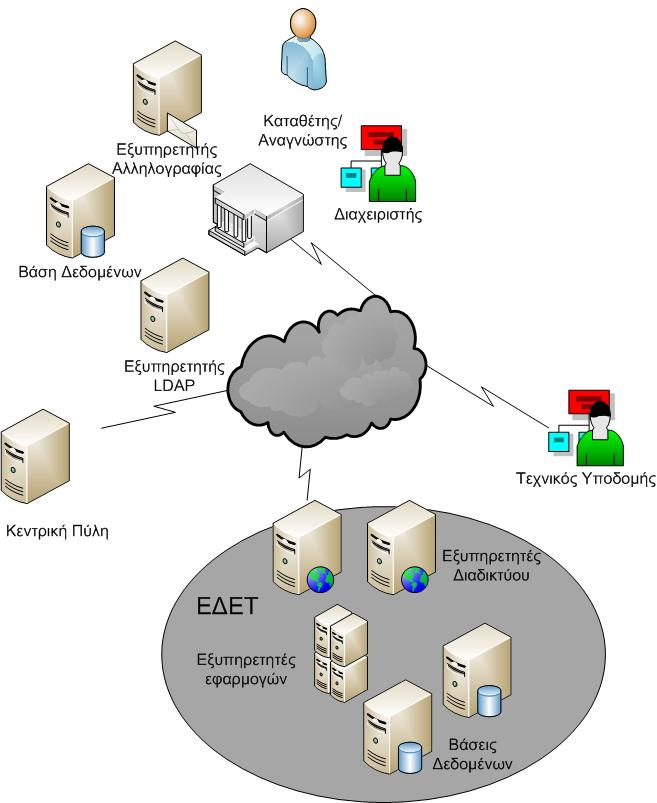 Καταθέτης/
Αναγνώστης
Εξυπηρετητής
Αλληλογραφίας
Διαχειριστής
Βάση Δεδομένων
Εξυπηρετητής
LDAP
Τεχνικός Υποδομής
Κεντρική Πύλη
Εξυπηρετητές
Διαδικτύου
ΕΔΕΤ
Εξυπηρετητές
εφαρμογών
Βάσεις
Δεδομένων